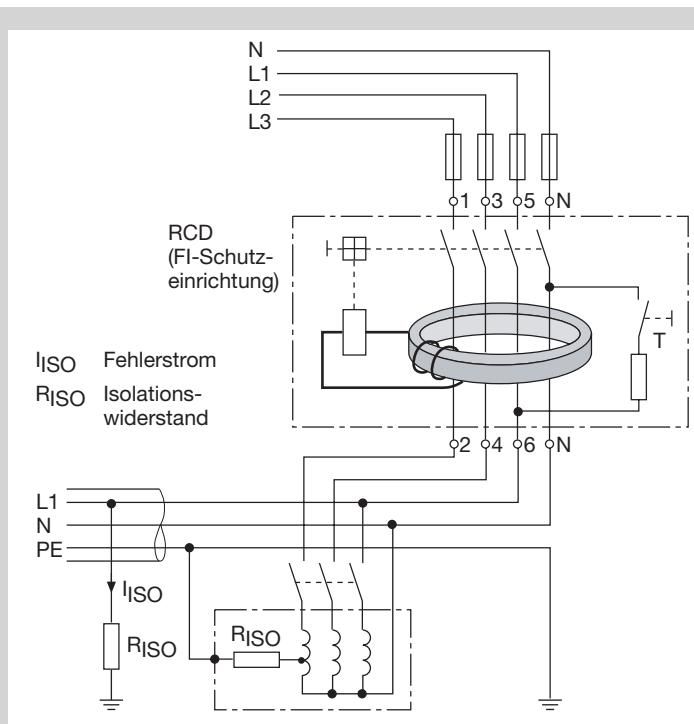 N
L1
L2
L3
1 3 5 N
RCD
(FI-Schutz-
einrichtung)
T
IISO Fehlerstrom
RISO Isolations-
widerstand
2 4 6 N
L1
N
PE
IISO
RISO
RISO